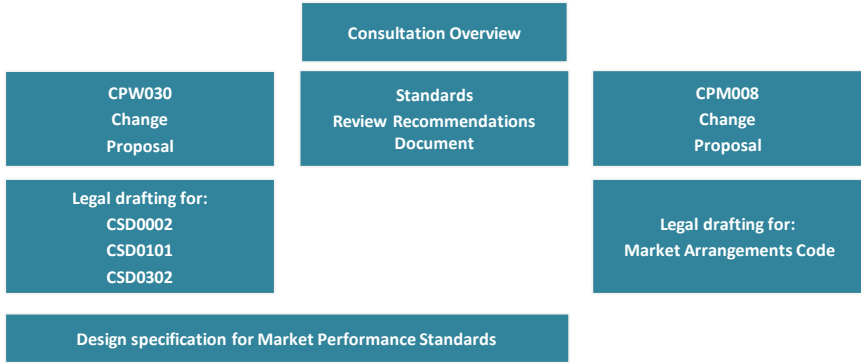 Consultation Overview
CPW030
Change
Proposal
Standards
Review Recommendations
Document
CPM008
Change
Proposal
Legal drafting for:
CSD0002
CSD0101
CSD0302
Legal drafting for:
Market Arrangements Code
Design specification for Market Performance Standards